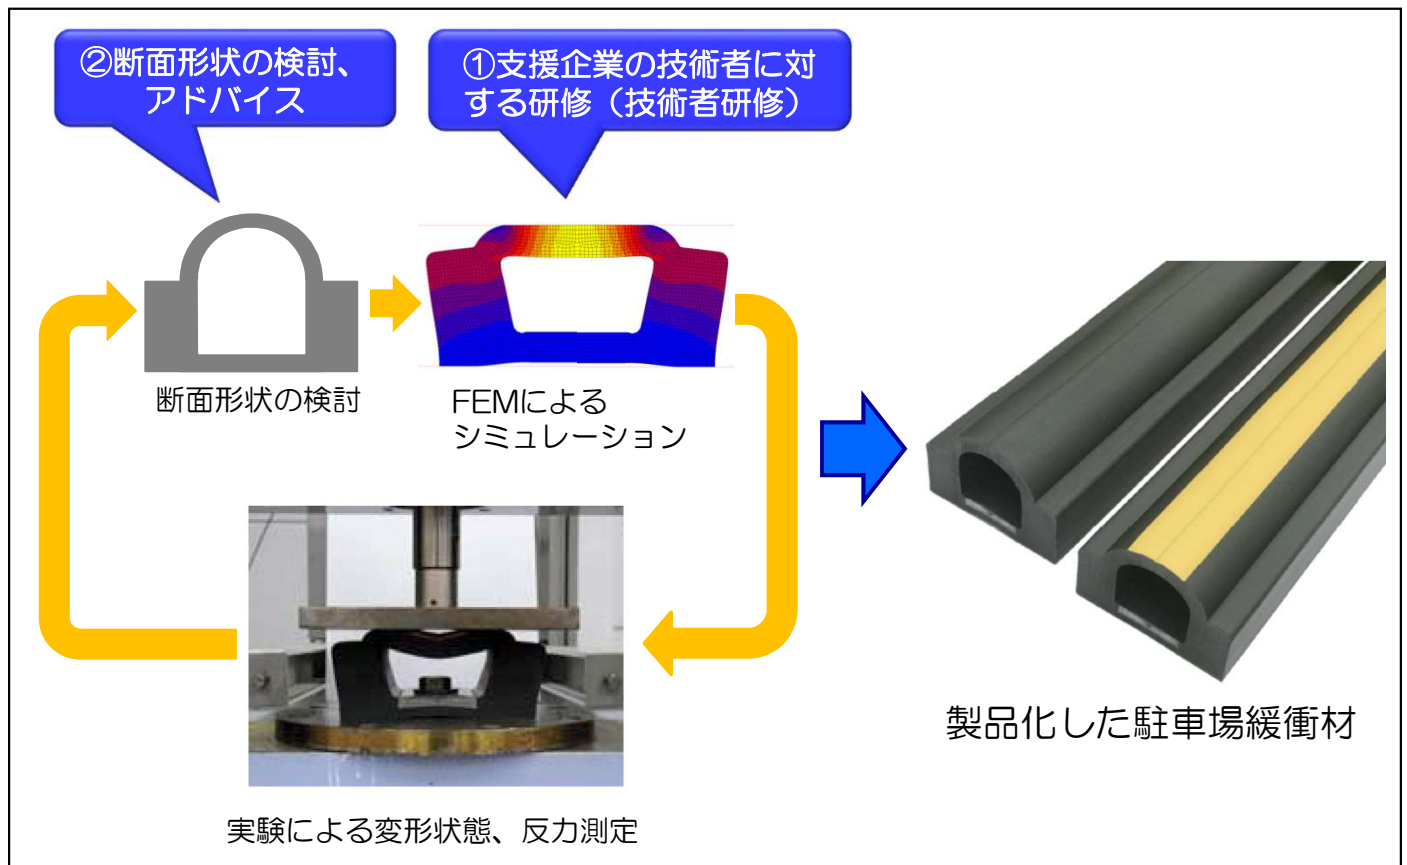 ②断面形状の検討、
アドバイス
①支援企業の技術者に対
する研修（技術者研修）
断面形状の検討
FEMによる
シミュレーション
実験による変形状態、反力測定
製品化した駐車場緩衝材